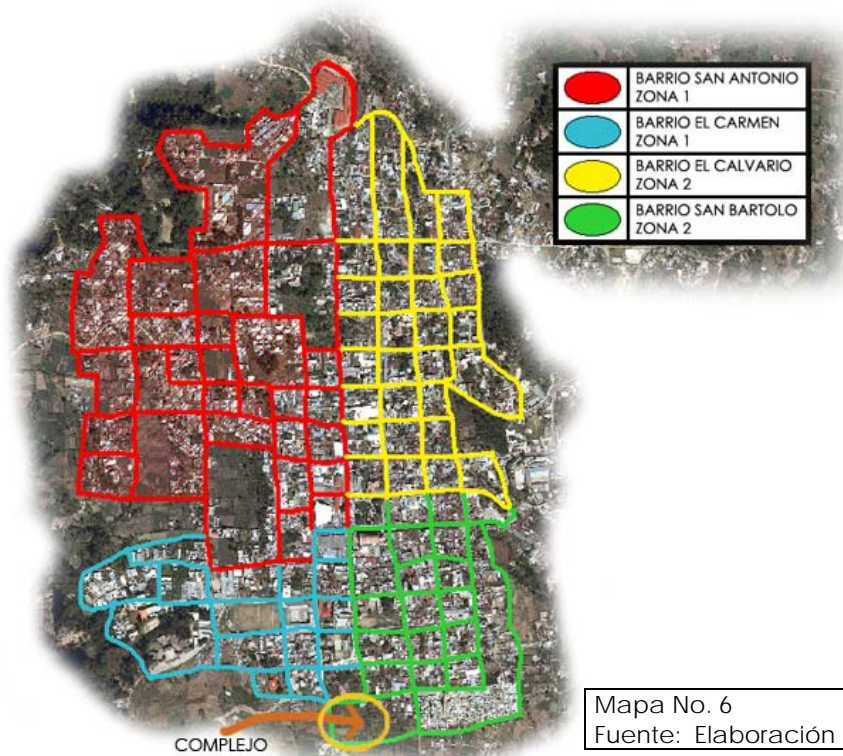 BARRIO SAN ANTONIO
ZONA 1
BARRIO EL CARMEN
ZONA 1
BARRIO EL CALVARIO
ZONA 2
BARRIO SAN BARTOLO
ZONA 2
COMPLEJO
Mapa No. 6
Fuente: Elaboración